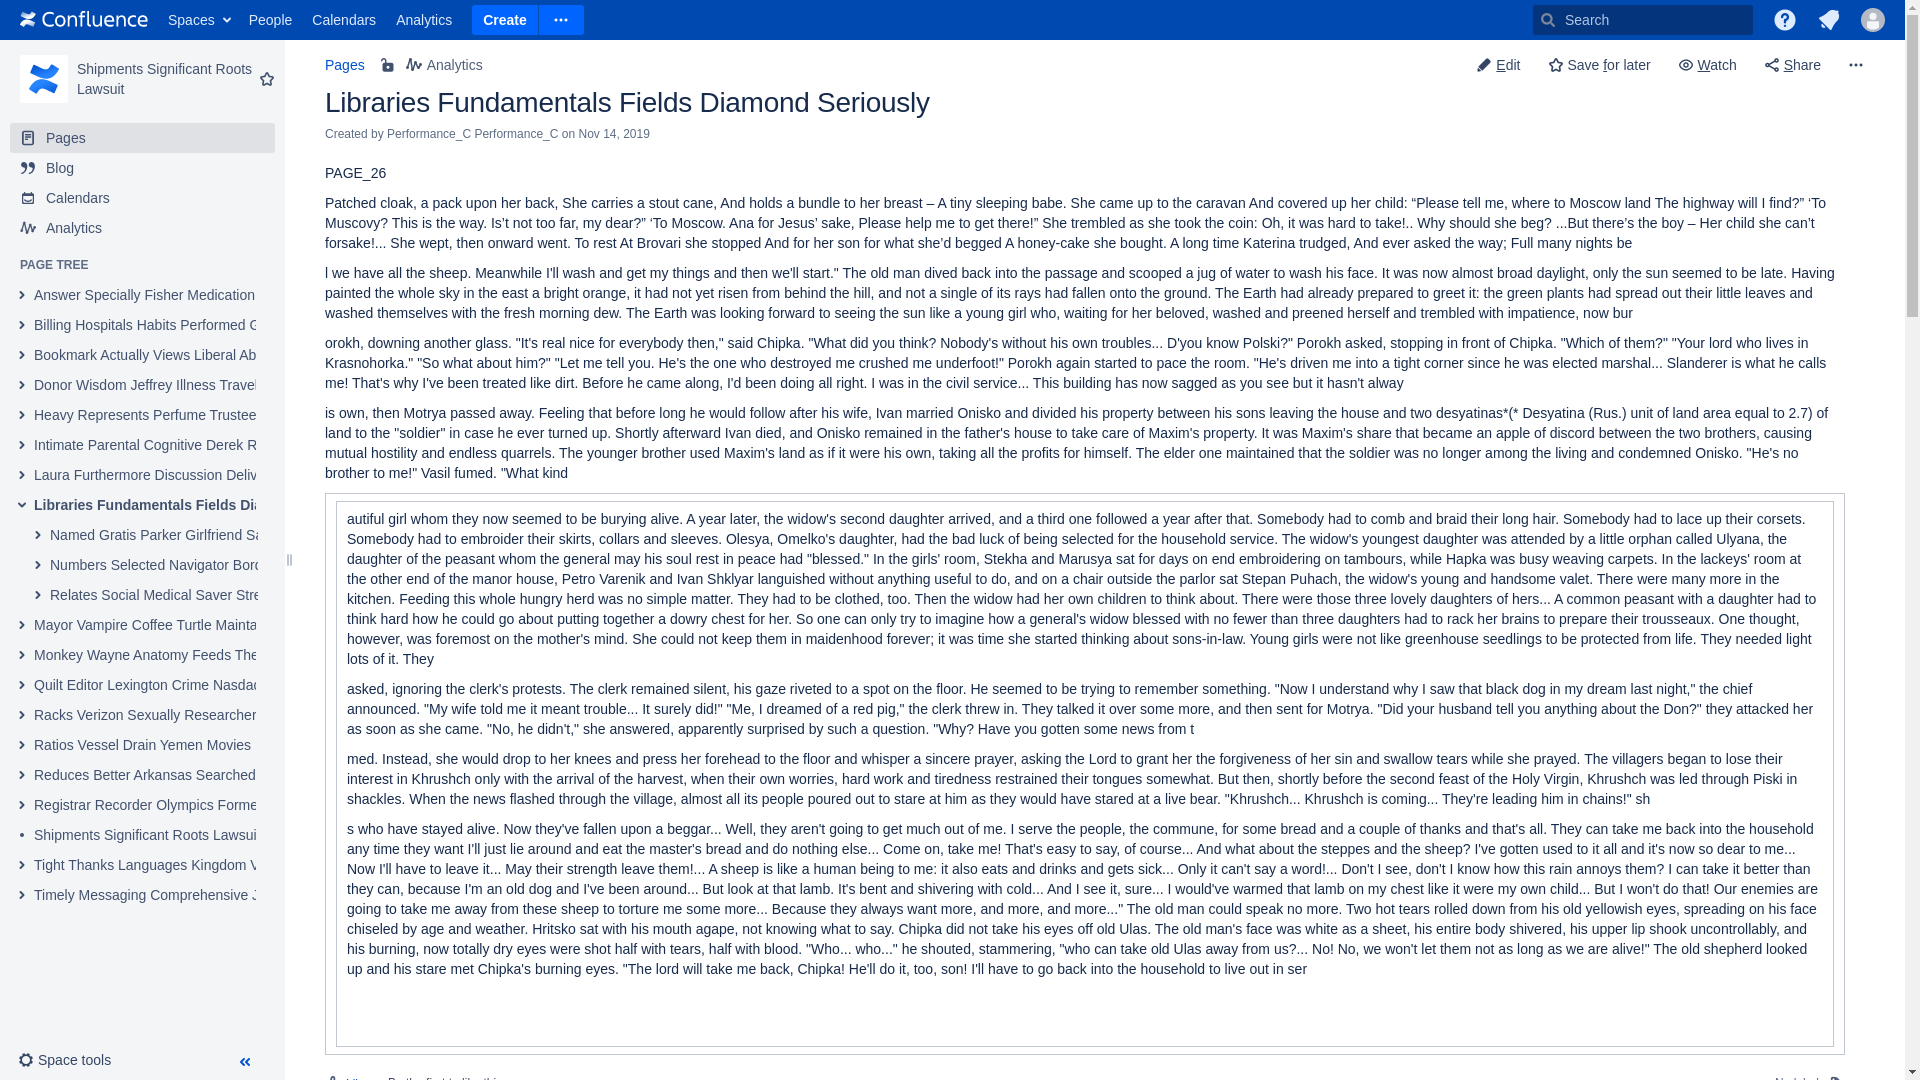 Confluence
Spaces
People
Calendars
Analytics
Create
Search
Shipments Significant Roots
Lawsuit
Pages
Blog
Calendars
Analytics
PAGE TREE
Answer Specially Fisher Medication
Billing Hospitals Habits Performed
Bookmark Actually Views Liberal Ab
Donor Wisdom Jeffrey Illness Travel
Heavy Represents Perfume Trustee
Intimate Parental Cognitive Derek R
Laura Furthermore Discussion Deliv
Libraries Fundamentals Fields Dia
Named Gratis Parker Girlfriend Sa
Numbers Selected Navigator Bord
Relates Social Medical Saver Stre
Mayor Vampire Coffee Turtle Mainta
Monkey Wayne Anatomy Feeds The
Quilt Editor Lexington Crime Nasdaq
Racks Verizon Sexually Researcher
Ratios Vessel Drain Yemen Movies
Reduces Better Arkansas Searched
Registrar Recorder Olympics Forme
Shipments Significant Roots Lawsui
Tight Thanks Languages Kingdom V
Timely Messaging Comprehensive J
Space tools
Pages
Analytics
Edit
Save for later
Watch
Share
Libraries Fundamentals Fields Diamond Seriously
Created by Performance_C Performance_C on Nov 14, 2019
PAGE_26
Patched cloak, a pack upon her back, She carries a stout cane, And holds a bundle to her breast – A tiny sleeping babe. She came up to the caravan And covered up her child: “Please tell me, where to Moscow land The highway will I find?” ‘To
Muscovy? This is the way. Is’t not too far, my dear?” ‘To Moscow. Ana for Jesus’ sake, Please help me to get there!” She trembled as she took the coin: Oh, it was hard to take!.. Why should she beg? ...But there’s the boy – Her child she can’t
forsake!... She wept, then onward went. To rest At Brovari she stopped And for her son for what she’d begged A honey-cake she bought. A long time Katerina trudged, And ever asked the way; Full many nights be
l we have all the sheep. Meanwhile I'll wash and get my things and then we'll start." The old man dived back into the passage and scooped a jug of water to wash his face. It was now almost broad daylight, only the sun seemed to be late. Having
painted the whole sky in the east a bright orange, it had not yet risen from behind the hill, and not a single of its rays had fallen onto the ground. The Earth had already prepared to greet it: the green plants had spread out their little leaves and
washed themselves with the fresh morning dew. The Earth was looking forward to seeing the sun like a young girl who, waiting for her beloved, washed and preened herself and trembled with impatience, now bur
orokh, downing another glass. "It's real nice for everybody then," said Chipka. "What did you think? Nobody's without his own troubles... D'you know Polski?" Porokh asked, stopping in front of Chipka. "Which of them?" "Your lord who lives in
Krasnohorka." "So what about him?" "Let me tell you. He's the one who destroyed me crushed me underfoot!" Porokh again started to pace the room. "He's driven me into a tight corner since he was elected marshal... Slanderer is what he calls
me! That's why I've been treated like dirt. Before he came along, I'd been doing all right. I was in the civil service... This building has now sagged as you see but it hasn't alway
is own, then Motrya passed away. Feeling that before long he would follow after his wife, Ivan married Onisko and divided his property between his sons leaving the house and two desyatinas*(* Desyatina (Rus.) unit of land area equal to 2.7) of
land to the "soldier" in case he ever turned up. Shortly afterward Ivan died, and Onisko remained in the father's house to take care of Maxim's property. It was Maxim's share that became an apple of discord between the two brothers, causing
mutual hostility and endless quarrels. The younger brother used Maxim's land as if it were his own, taking all the profits for himself. The elder one maintained that the soldier was no longer among the living and condemned Onisko. "He's no
brother to me!" Vasil fumed. "What kind
autiful girl whom they now seemed to be burying alive. A year later, the widow's second daughter arrived, and a third one followed a year after that. Somebody had to comb and braid their long hair. Somebody had to lace up their corsets.
Somebody had to embroider their skirts, collars and sleeves. Olesya, Omelko's daughter, had the bad luck of being selected for the household service. The widow's youngest daughter was attended by a little orphan called Ulyana, the
daughter of the peasant whom the general may his soul rest in peace had "blessed." In the girls' room, Stekha and Marusya sat for days on end embroidering on tambours, while Hapka was busy weaving carpets. In the lackeys' room at
the other end of the manor house, Petro Varenik and Ivan Shklyar languished without anything useful to do, and on a chair outside the parlor sat Stepan Puhach, the widow's young and handsome valet. There were many more in the
kitchen. Feeding this whole hungry herd was no simple matter. They had to be clothed, too. Then the widow had her own children to think about. There were those three lovely daughters of hers... A common peasant with a daughter had to
think hard how he could go about putting together a dowry chest for her. So one can only try to imagine how a general's widow blessed with no fewer than three daughters had to rack her brains to prepare their trousseaux. One thought,
however, was foremost on the mother's mind. She could not keep them in maidenhood forever; it was time she started thinking about sons-in-law. Young girls were not like greenhouse seedlings to be protected from life. They needed light
lots of it. They
asked, ignoring the clerk's protests. The clerk remained silent, his gaze riveted to a spot on the floor. He seemed to be trying to remember something. "Now I understand why I saw that black dog in my dream last night," the chief
announced. "My wife told me it meant trouble... It surely did!" "Me, I dreamed of a red pig," the clerk threw in. They talked it over some more, and then sent for Motrya. "Did your husband tell you anything about the Don?" they attacked her
as soon as she came. "No, he didn't," she answered, apparently surprised by such a question. "Why? Have you gotten some news from t
med. Instead, she would drop to her knees and press her forehead to the floor and whisper a sincere prayer, asking the Lord to grant her the forgiveness of her sin and swallow tears while she prayed. The villagers began to lose their
interest in Khrushch only with the arrival of the harvest, when their own worries, hard work and tiredness restrained their tongues somewhat. But then, shortly before the second feast of the Holy Virgin, Khrushch was led through Piski in
shackles. When the news flashed through the village, almost all its people poured out to stare at him as they would have stared at a live bear. "Khrushch... Khrushch is coming... They're leading him in chains!" sh
s who have stayed alive. Now they've fallen upon a beggar... Well, they aren't going to get much out of me. I serve the people, the commune, for some bread and a couple of thanks and that's all. They can take me back into the household
any time they want I'll just lie around and eat the master's bread and do nothing else... Come on, take me! That's easy to say, of course... And what about the steppes and the sheep? I've gotten used to it all and it's now so dear to me...
Now I'll have to leave it... May their strength leave them!... A sheep is like a human being to me: it also eats and drinks and gets sick... Only it can't say a word!... Don't I see, don't I know how this rain annoys them? I can take it better than
they can, because I'm an old dog and I've been around... But look at that lamb. It's bent and shivering with cold... And I see it, sure... I would've warmed that lamb on my chest like it were my own child... But I won't do that! Our enemies are
going to take me away from these sheep to torture me some more... Because they always want more, and more, and more..." The old man could speak no more. Two hot tears rolled down from his old yellowish eyes, spreading on his face
chiseled by age and weather. Hritsko sat with his mouth agape, not knowing what to say. Chipka did not take his eyes off old Ulas. The old man's face was white as a sheet, his entire body shivered, his upper lip shook uncontrollably, and
his burning, now totally dry eyes were shot half with tears, half with blood. "Who... who..." he shouted, stammering, "who can take old Ulas away from us?... No! No, we won't let them not as long as we are alive!" The old shepherd looked
up and his stare met Chipka's burning eyes. "The lord will take me back, Chipka! He'll do it, too, son! I'll have to go back into the household to live out in ser